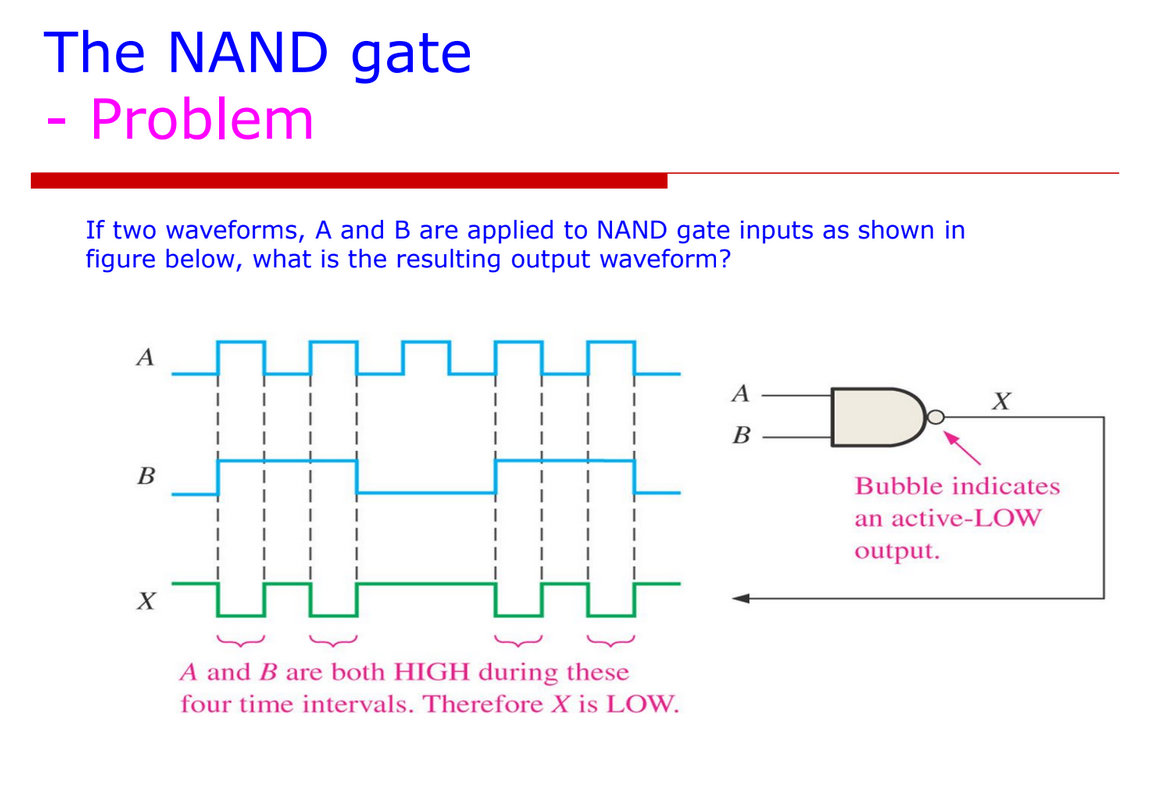 The NAND gate
- Problem
If two waveforms, A and B are applied to NAND gate inputs as shown in
figure below, what is the resulting output waveform?
A
B
X
A and B are both HIGH during these
four time intervals. Therefore X is LOW.
A
B
X
Bubble indicates
an active-LOW
output.